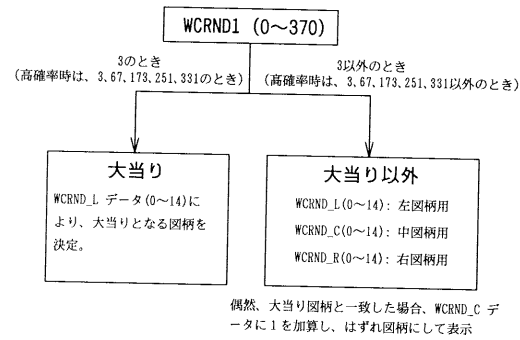 WCRND1 (0～370)
3のとき
(高確率時は、3,67,173,251,331のとき)
3以外のとき
(高確率時は、3,67,173,251,331以外のとき)
大当り
WCRND_L データ(0～14)に
より、大当りとなる図柄を
決定。
大当り以外
WCRND_L(0～14): 左図柄用
WCRND_C(0～14): 中図柄用
WCRND_R(0～14): 右図柄用
偶然、大当り図柄と一致した場合、WCRND_C デ
ータに1を加算し、はずれ図柄にして表示